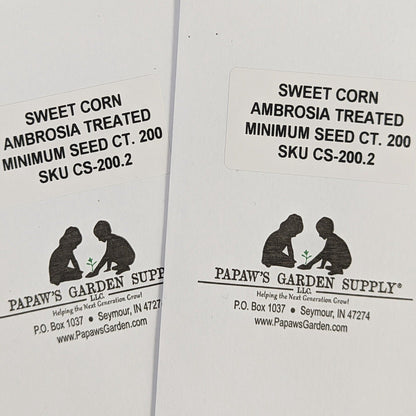 SWEET CORN
AMBROSIA TREATED
MINIMUM SEED CT. 200
SKU CS-200.2
PAPAW'S GARDEN SUPPLY
LLC.
Helping the Next Generation Grow!
P.O. Box 1037 • Seymour, IN 47274
www.PapawsGarden.com
SWEET CORN
AMBROSIA TREATED
MINIMUM SEED CT. 200
SKU CS-200.2
PAPAW'S GARDEN SUPPLY®
LLC.
Helping the Next Generation Grow!
P.O. Box 1037 • Seymour, IN 47274
www.PapawsGarden.com